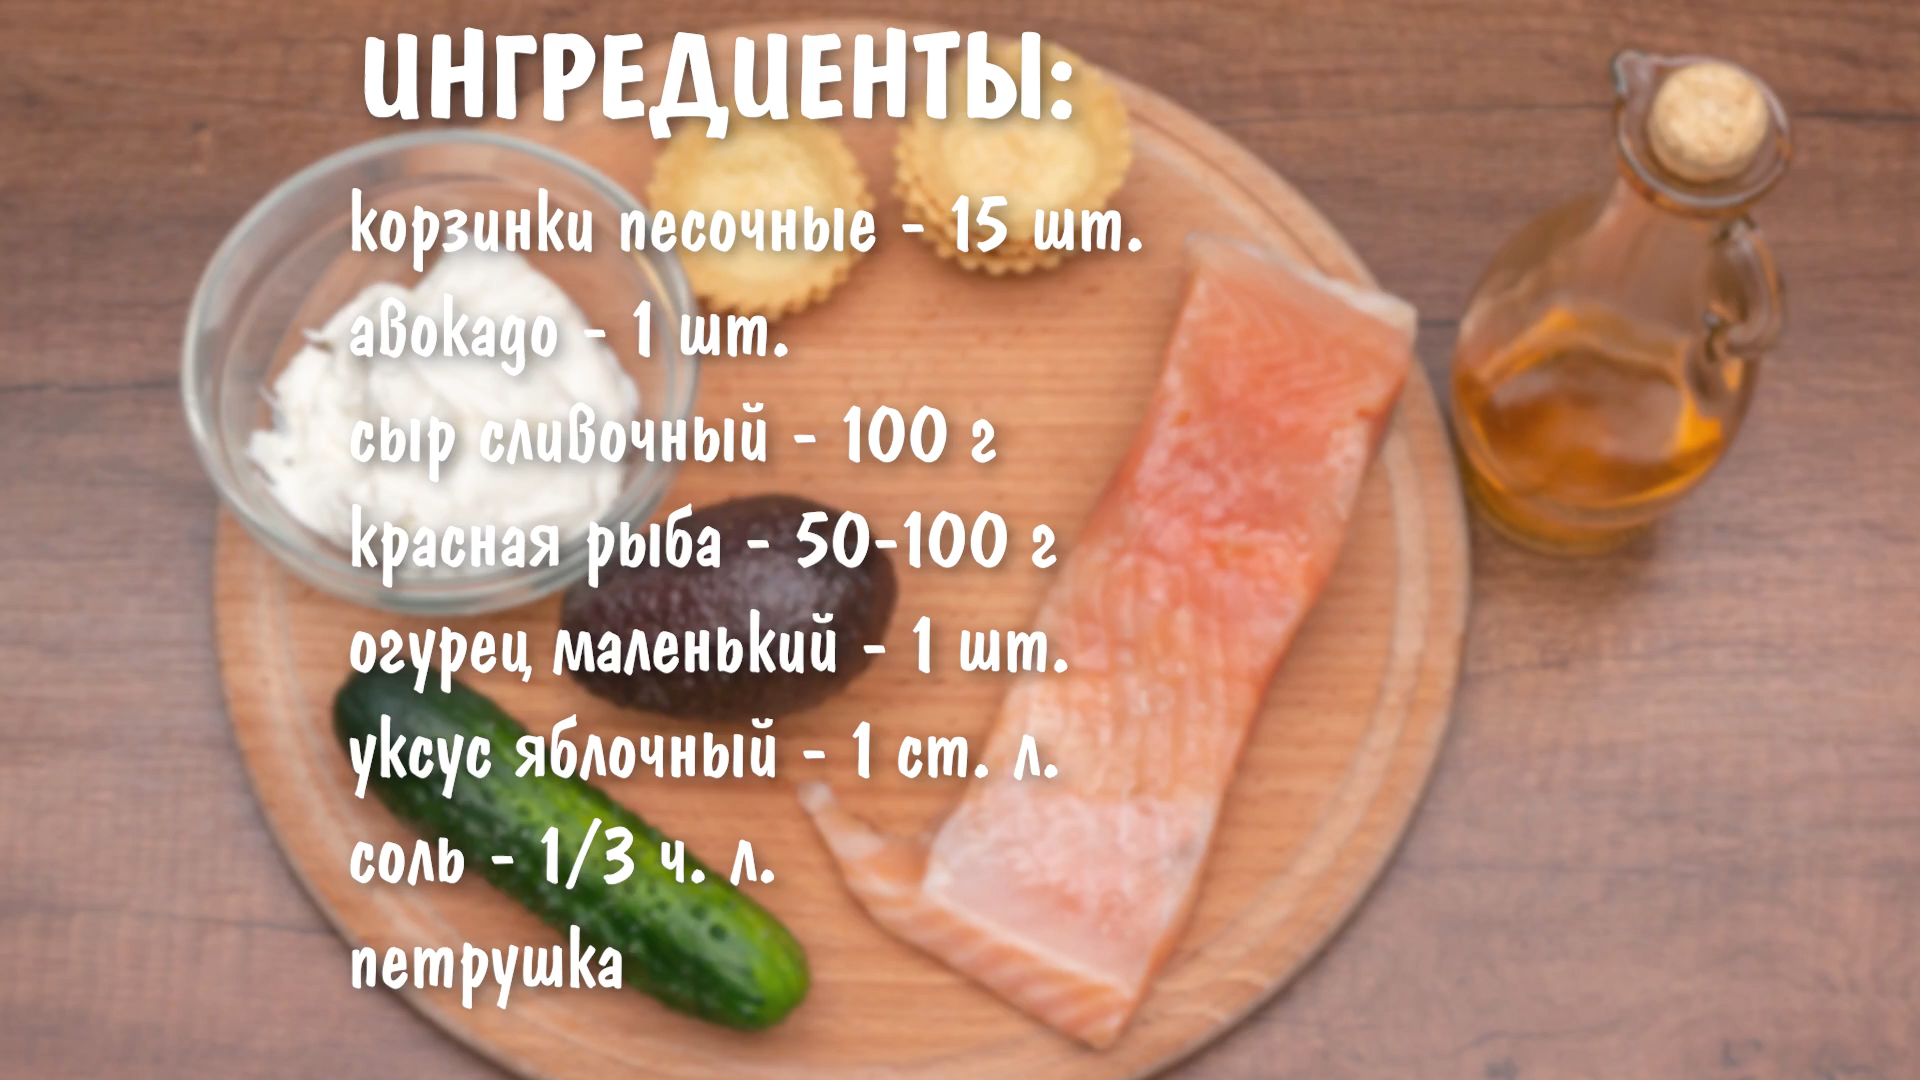 ИНГРЕДИЕНТЫ:
корзинки песочные - 15 шт.
авокадо - 1 шт.
сыр сливочный - 100 г
красная рыба - 50-100 г
огурец маленький - 1 шт.
уксус яблочный - 1 ст. л.
соль - 1/3 ч. л.
петрушка